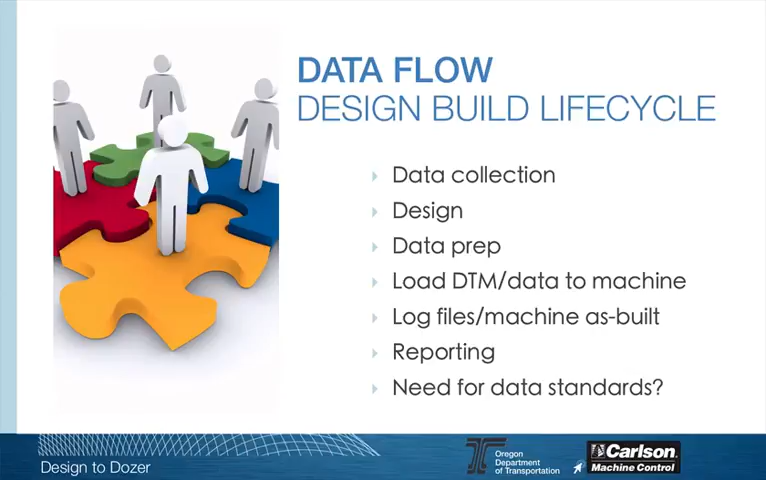 DATA FLOW
DESIGN BUILD LIFECYCLE
Data collection
Design
Data prep
Load DTM/data to machine
Log files/machine as-built
Reporting
Need for data standards?
Design to Dozer
Oregon
Department
of Transportation
Carlson
Machine Control